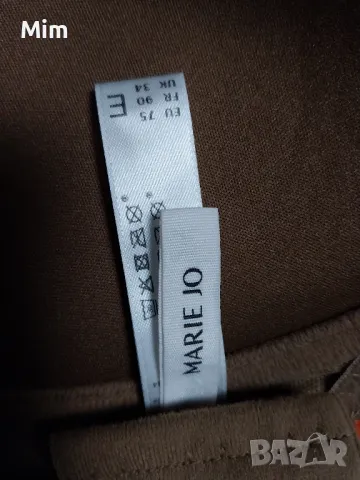 Mim
EU 75
FR 90
UK 34
E
MARIE JO
BAZAR